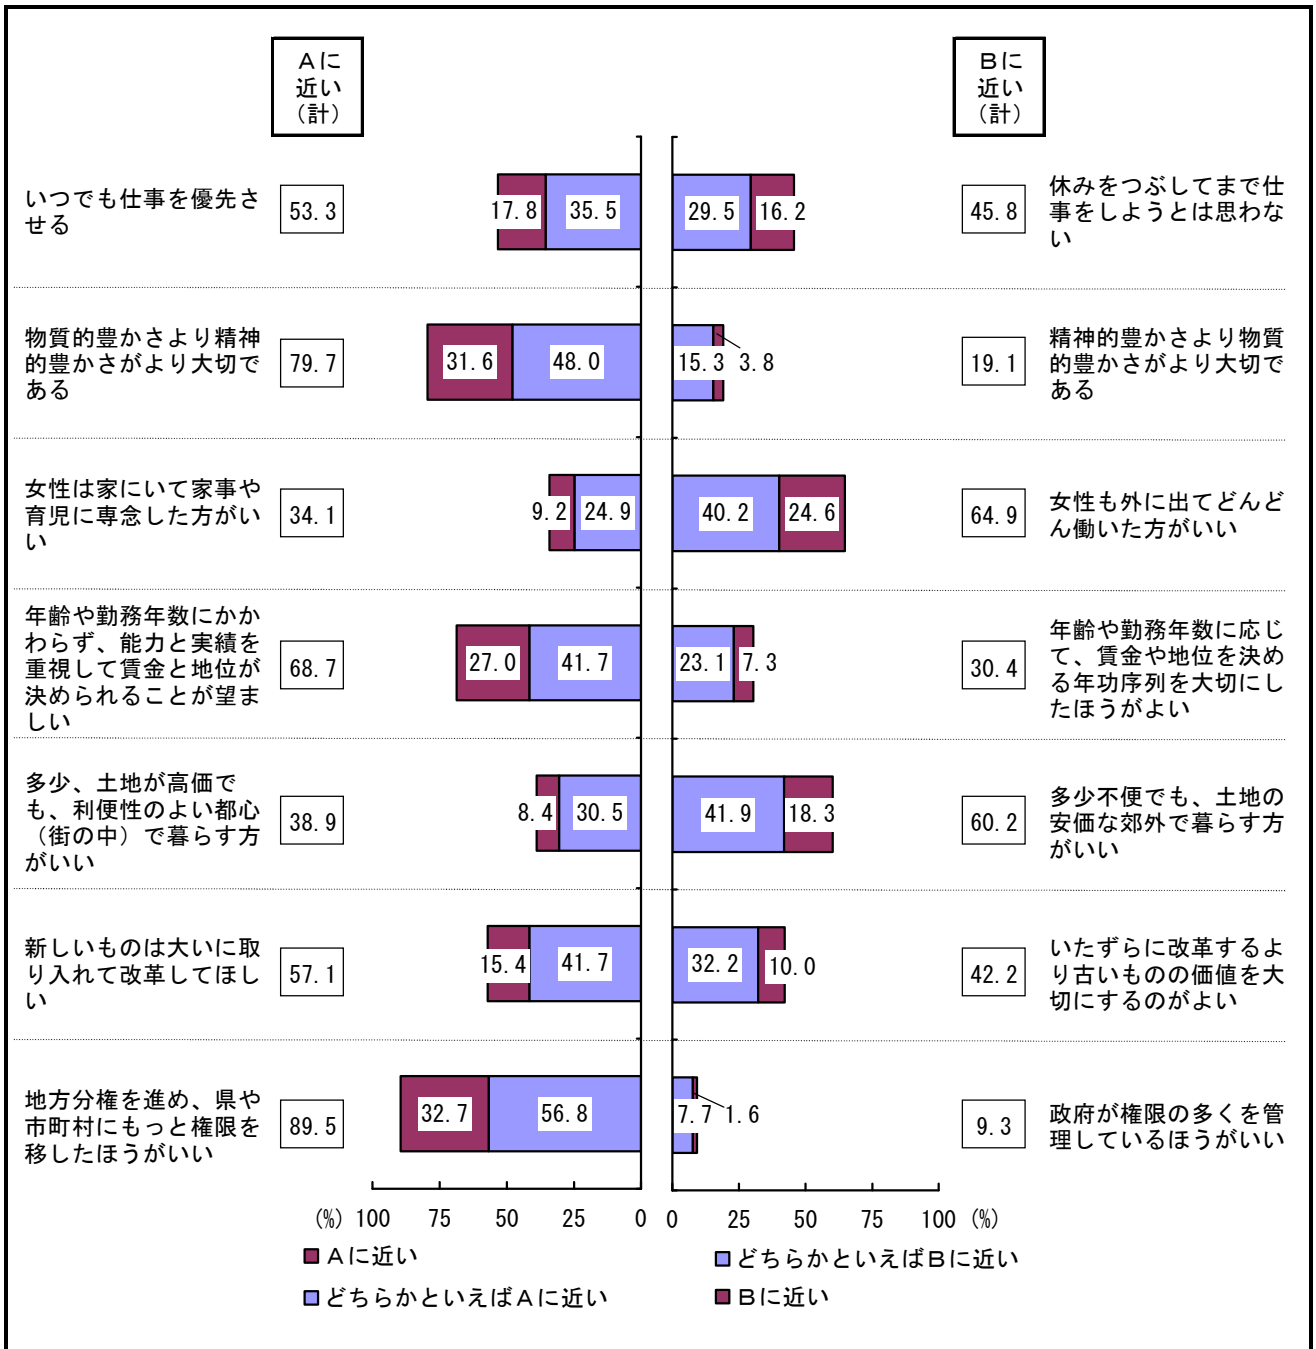 Ａに
近い
（計）
Ｂに
近い
（計）
いつでも仕事を優先さ
せる
53.3
17.8
35.5
29.5
16.2
45.8
休みをつぶしてまで仕
事をしようとは思わな
い
物質的豊かさより精神
的豊かさがより大切で
ある
79.7
31.6
48.0
15.3
3.8
19.1
精神的豊かさより物質
的豊かさがより大切で
ある
女性は家にいて家事や
育児に専念した方がい
い
34.1
9.2
24.9
40.2
24.6
64.9
女性も外に出てどんど
ん働いた方がいい
年齢や勤務年数にかか
わらず、能力と実績を
重視して賃金と地位が
決められることが望ま
しい
68.7
27.0
41.7
23.1
7.3
30.4
年齢や勤務年数に応じ
て、賃金や地位を決め
る年功序列を大切にし
たほうがよい
多少、土地が高価で
も、利便性のよい都心
（街の中）で暮らす方
がいい
38.9
8.4
30.5
41.9
18.3
60.2
多少不便でも、土地の
安価な郊外で暮らす方
がいい
新しいものは大いに取
り入れて改革してほし
い
57.1
15.4
41.7
32.2
10.0
42.2
いたずらに改革するよ
り古いものの価値を大
切にするのがよい
地方分権を進め、県や
市町村にもっと権限を
移したほうがいい
89.5
32.7
56.8
7.7
1.6
9.3
政府が権限の多くを管
理しているほうがいい
(%) 100 75 50 25 0
0 25 50 75 100 (%)
Ａに近い
どちらかといえばＡに近い
どちらかといえばＢに近い
Ｂに近い